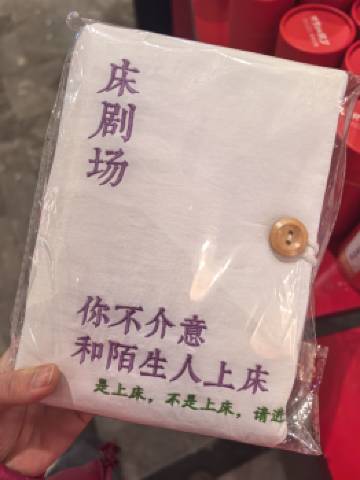 床剧场
你不介意
和陌生人上床
是上床，不是上床，请进